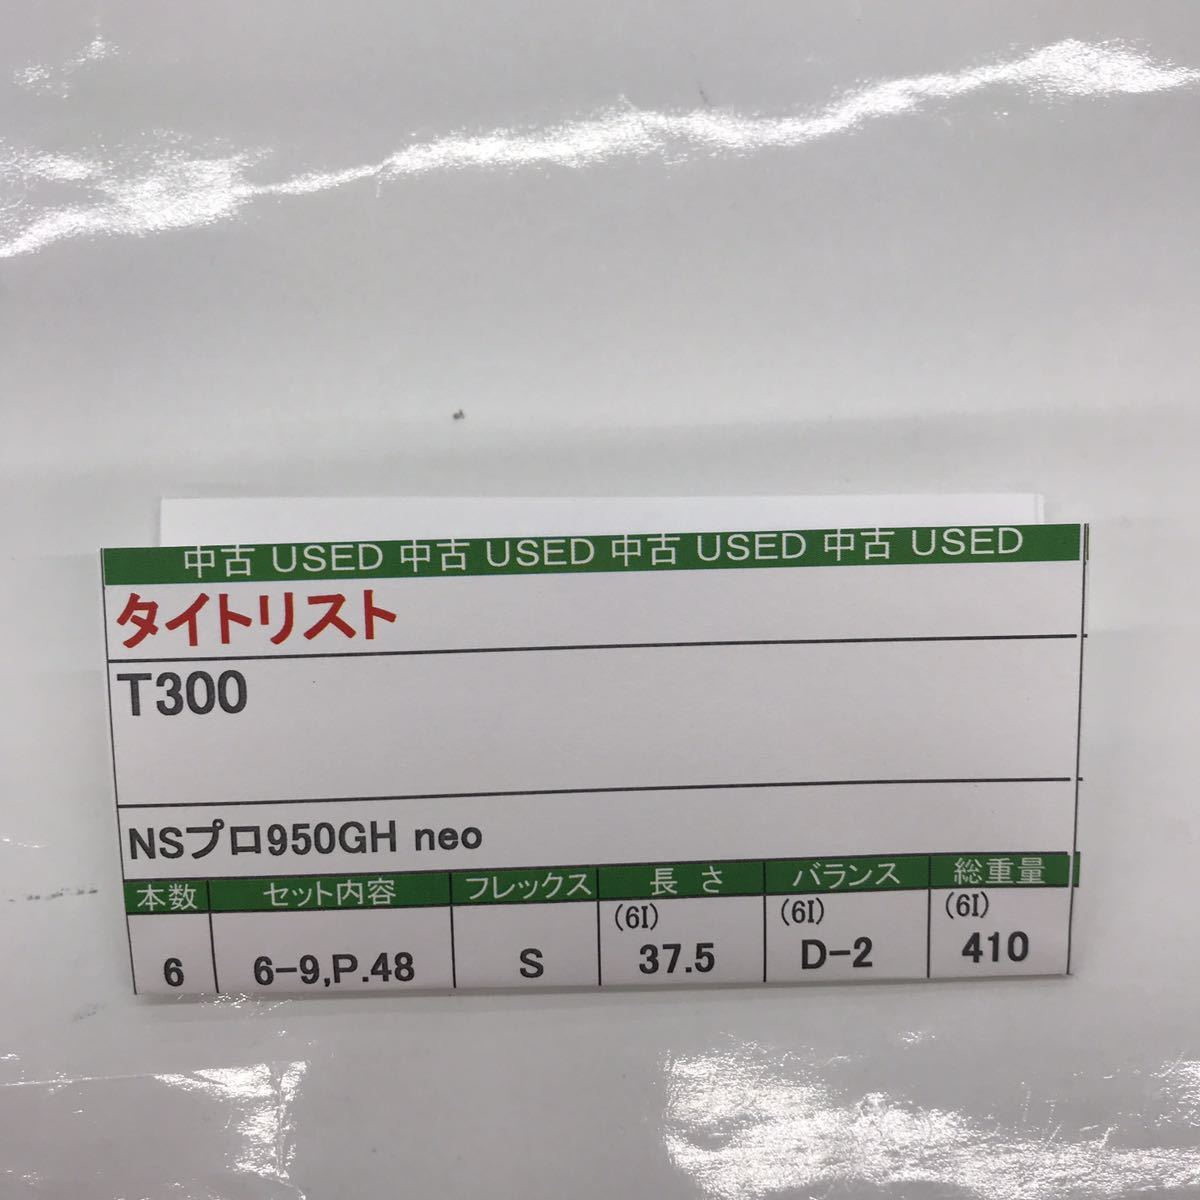 中古 USED 中古 USED 中古 USED 中古 USED
タイトリスト
T300
NSプロ950GH neo
本数 セット内容 フレックス 長さ バランス 総重量
(6I) (6I) (6I)
6 6-9,P.48 S 37.5 D-2 410